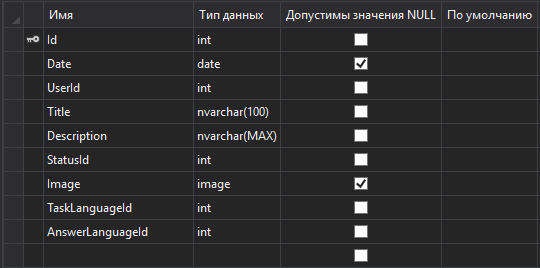 Имя Тип данных Допустимы значения NULL По умолчанию
Id int
Date date
UserId int
Title nvarchar(100)
Description nvarchar(MAX)
StatusId int
Image image
TaskLanguageId int
AnswerLanguageId int